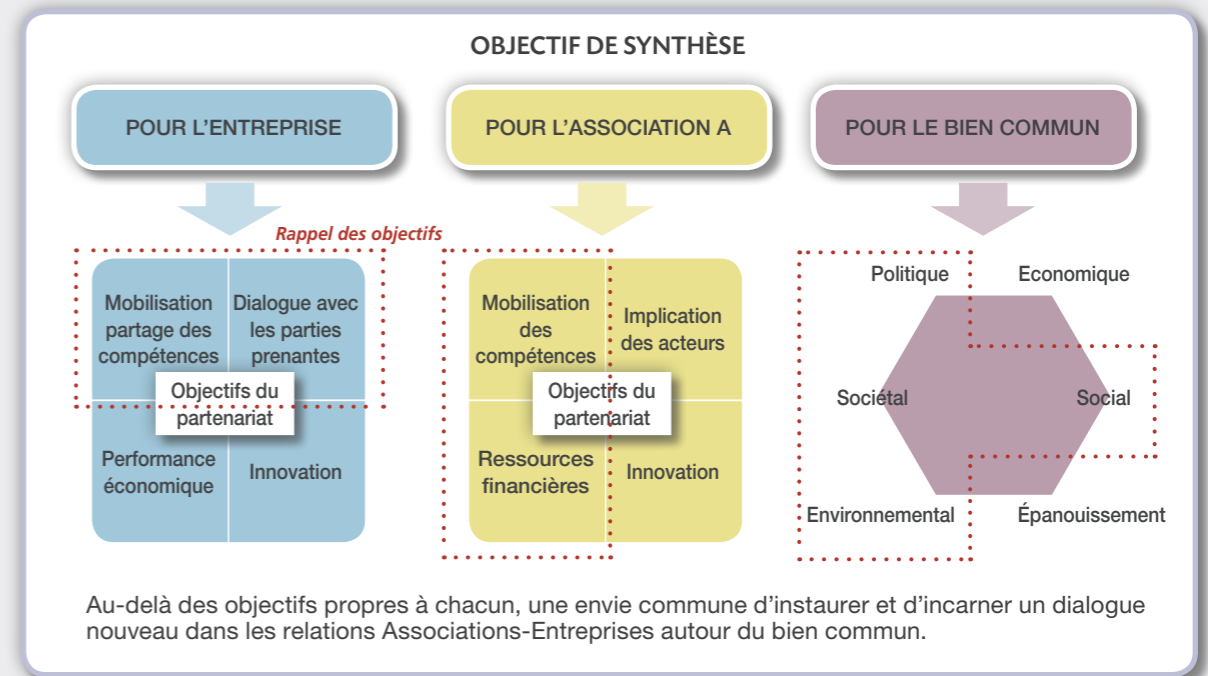 OBJECTIF DE SYNTHÈSE
POUR L'ENTREPRISE
POUR L'ASSOCIATION A
POUR LE BIEN COMMUN
Rappel des objectifs
Mobilisation
partage des
compétences
Dialogue avec
les parties
prenantes
Objectifs du
partenariat
Performance
économique
Innovation
Mobilisation
des
compétences
Implication
des acteurs
Objectifs du
partenariat
Ressources
financières
Innovation
Politique
Economique
Sociétal
Social
Environnemental
Épanouissement
Au-delà des objectifs propres à chacun, une envie commune d'instaurer et d'incarner un dialogue
nouveau dans les relations Associations-Entreprises autour du bien commun.